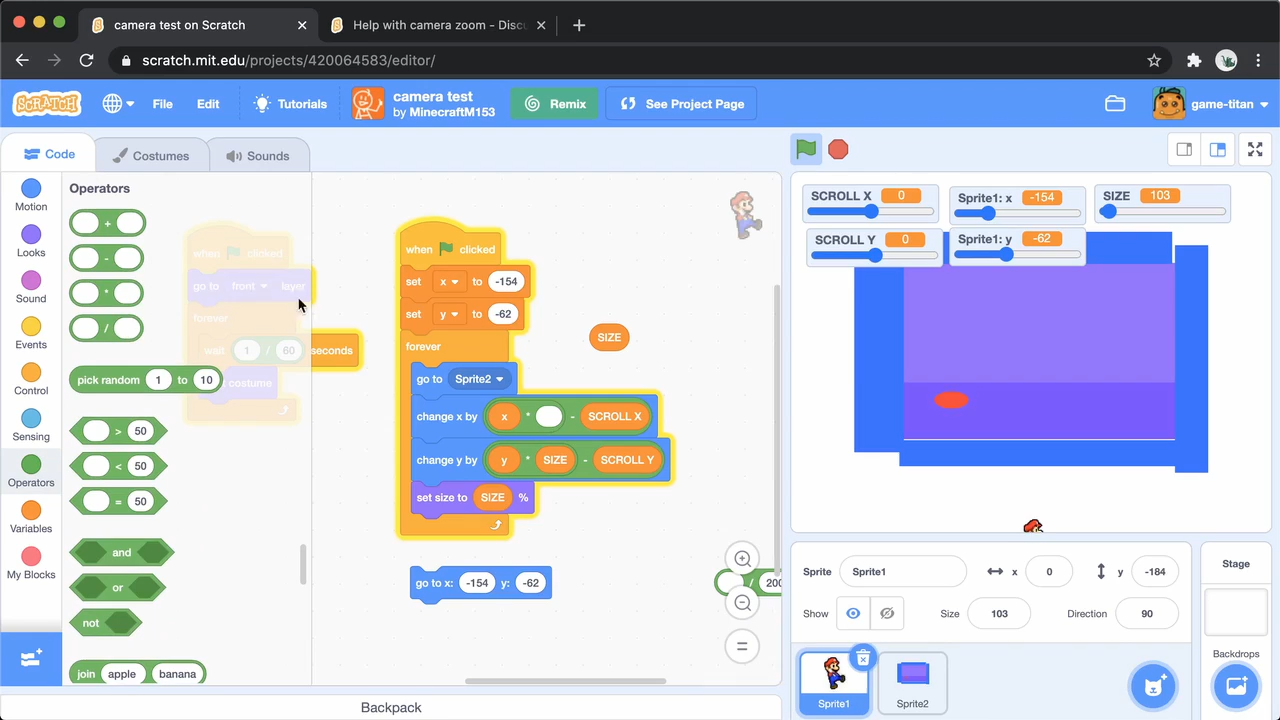 camera test on Scratch
Help with camera zoom - Discu
scratch.mit.edu/projects/420064583/editor/
SCRATCH
File
Edit
Tutorials
camera test
by MinecraftM153
Remix
See Project Page
game-titan
Code
Costumes
Sounds
Motion
Looks
Sound
Events
Control
Sensing
Operators
Variables
My Blocks
Operators
+
-
*
/
pick random 1 to 10
> 50
< 50
= 50
and
or
not
join apple banana
when clicked
go to front layer
forever
wait 1 / 60 seconds
costume
when clicked
set x to -154
set y to -62
forever
go to Sprite2
change x by x * - SCROLL X
change y by y * SIZE - SCROLL Y
set size to SIZE %
SIZE
go to x: -154 y: -62
/ 200
Backpack
SCROLL X 0
Sprite1: x -154
SIZE 103
SCROLL Y 0
Sprite1: y -62
Sprite Sprite1 x 0 y -184
Show Size 103 Direction 90
Sprite1
Sprite2
Stage
Backdrops